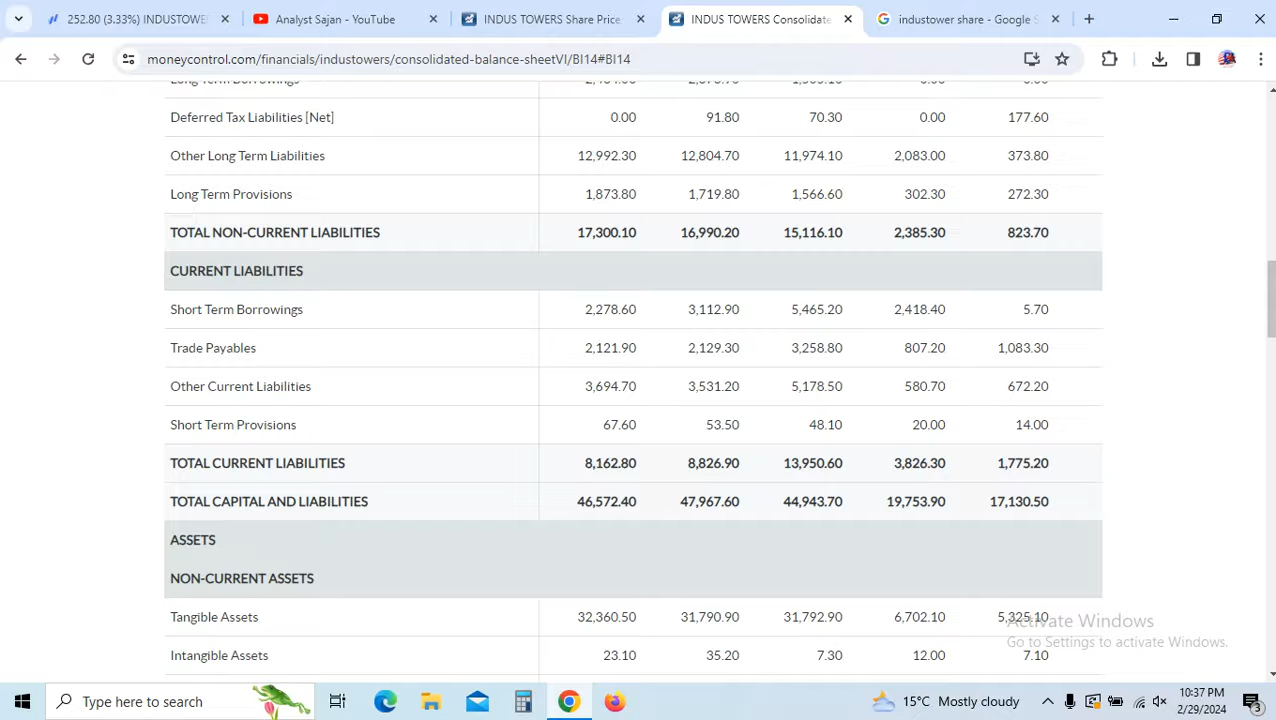 252.80 (3.33%) INDUSTOWE
Analyst Sajan - YouTube
INDUS TOWERS Share Price
INDUS TOWERS Consolidate
industower share - Google S
moneycontrol.com/financials/industowers/consolidated-balance-sheetVI/BI14#BI14
Long Term Borrowings
Deferred Tax Liabilities [Net] 0.00 91.80 70.30 0.00 177.60
Other Long Term Liabilities 12,992.30 12,804.70 11,974.10 2,083.00 373.80
Long Term Provisions 1,873.80 1,719.80 1,566.60 302.30 272.30
TOTAL NON-CURRENT LIABILITIES 17,300.10 16,990.20 15,116.10 2,385.30 823.70
CURRENT LIABILITIES
Short Term Borrowings 2,278.60 3,112.90 5,465.20 2,418.40 5.70
Trade Payables 2,121.90 2,129.30 3,258.80 807.20 1,083.30
Other Current Liabilities 3,694.70 3,531.20 5,178.50 580.70 672.20
Short Term Provisions 67.60 53.50 48.10 20.00 14.00
TOTAL CURRENT LIABILITIES 8,162.80 8,826.90 13,950.60 3,826.30 1,775.20
TOTAL CAPITAL AND LIABILITIES 46,572.40 47,967.60 44,943.70 19,753.90 17,130.50
ASSETS
NON-CURRENT ASSETS
Tangible Assets 32,360.50 31,790.90 31,792.90 6,702.10 5,325.10
Intangible Assets 23.10 35.20 7.30 12.00 7.10
Activate Windows
Go to Settings to activate Windows.
Type here to search
15°C Mostly cloudy
10:37 PM
2/29/2024
3